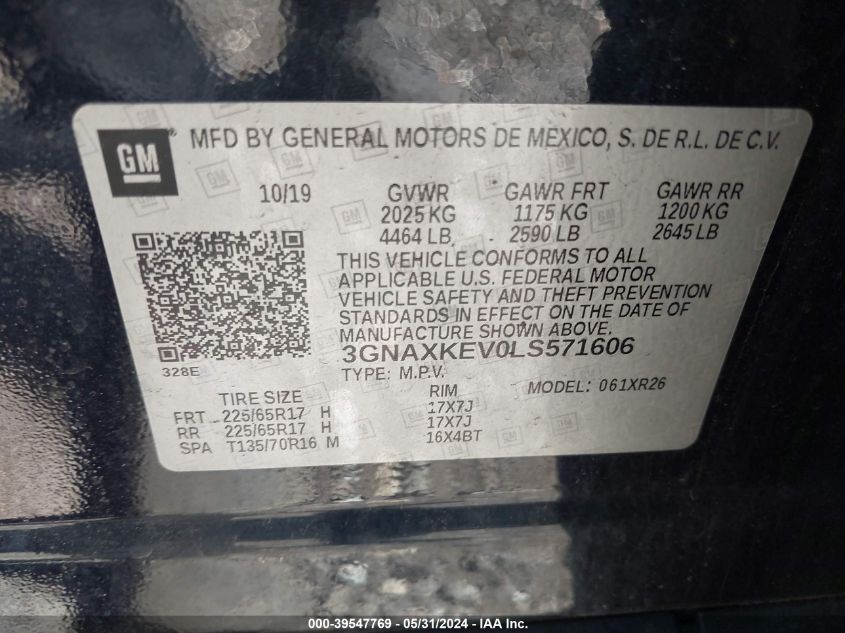 GM ® MFD BY GENERAL MOTORS DE MEXICO, S. DE R.L. DE C.V.
10/19 GVWR GAWR FRT GAWR RR
2025 KG 1175 KG 1200 KG
4464 LB 2590 LB 2645 LB
THIS VEHICLE CONFORMS TO ALL
APPLICABLE U.S. FEDERAL MOTOR
VEHICLE SAFETY AND THEFT PREVENTION
STANDARDS IN EFFECT ON THE DATE OF
MANUFACTURE SHOWN ABOVE.
3GNAXKEV0LS571606
328E
TYPE: M.P.V. MODEL: 061XR26
TIRE SIZE RIM
FRT 225/65R17 H 17X7J
RR 225/65R17 H 17X7J
SPA T135/70R16 M 16X4BT
000-39547769 - 05/31/2024 - IAA Inc.